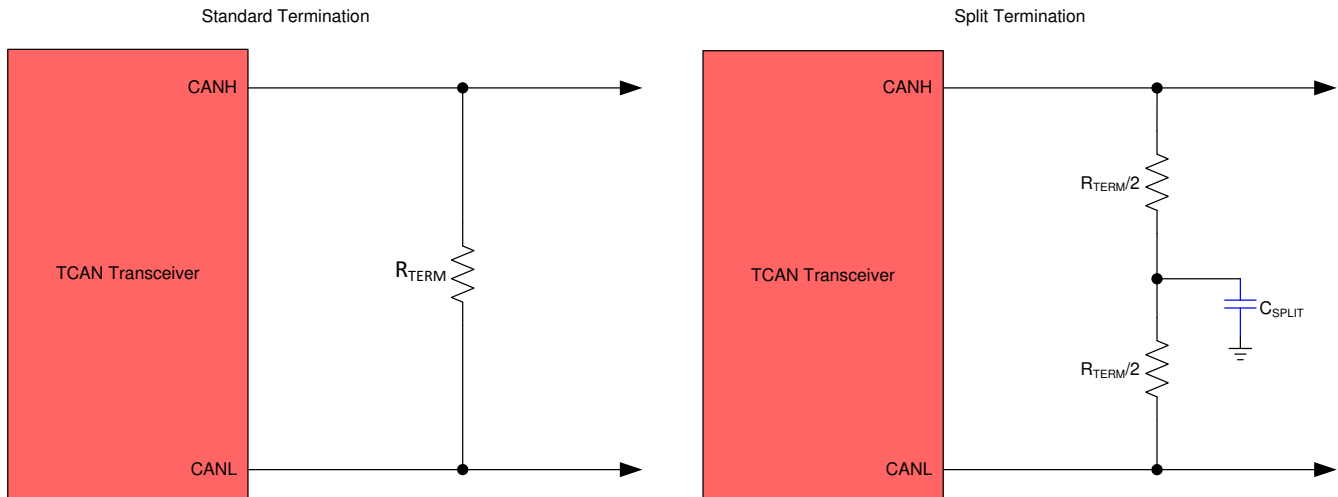 Standard Termination
Split Termination
CANH
TCAN Transceiver
RTERM
CANL
CANH
RTERM/2
TCAN Transceiver
CSPLIT
RTERM/2
CANL